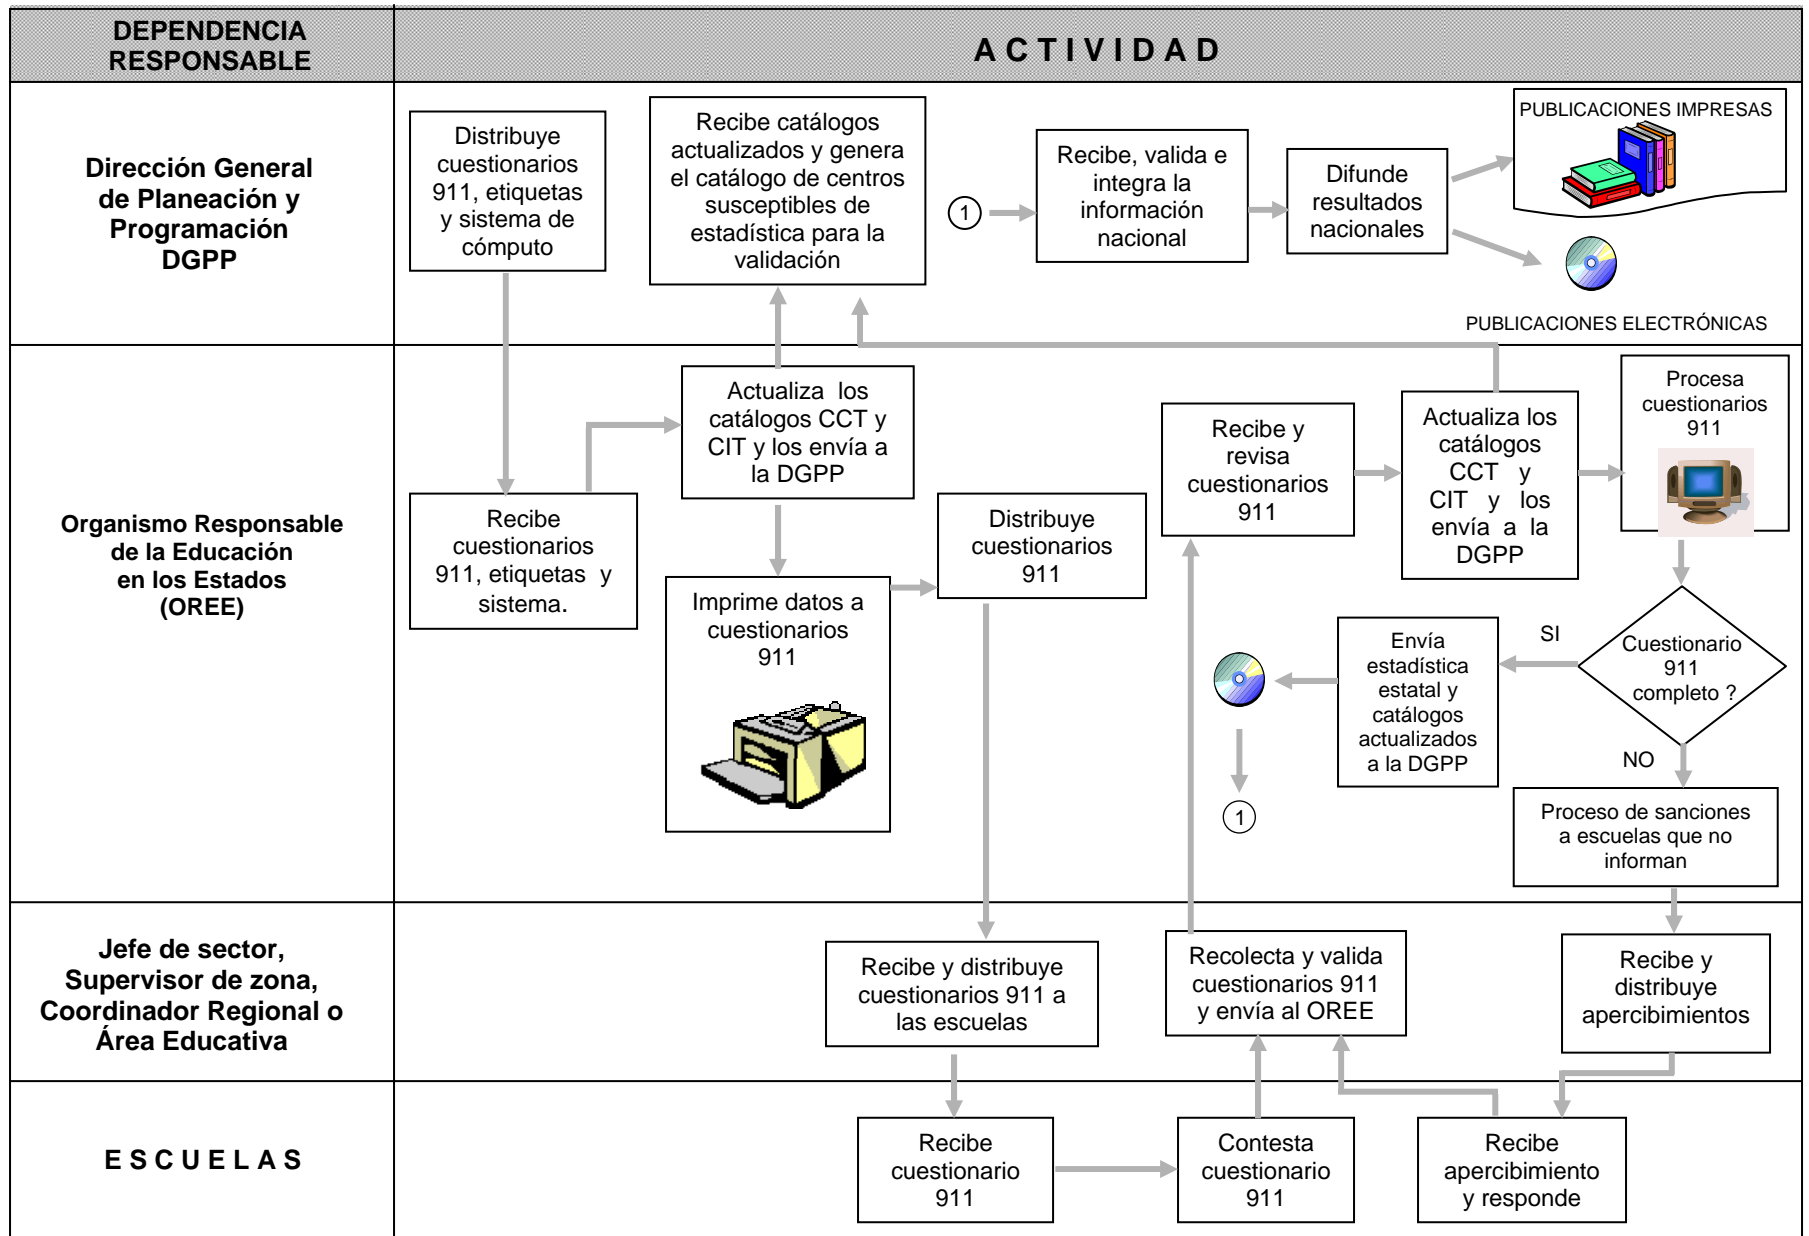 DEPENDENCIA
RESPONSABLE
A C T I V I D A D
Dirección General
de Planeación y
Programación
DGPP
Distribuye
cuestionarios
911, etiquetas
y sistema de
cómputo
Recibe catálogos
actualizados y genera
el catálogo de centros
susceptibles de
estadística para la
validación
1
Recibe, valida e
integra la
información
nacional
Difunde
resultados
nacionales
PUBLICACIONES IMPRESAS
PUBLICACIONES ELECTRÓNICAS
Organismo Responsable
de la Educación
en los Estados
(OREE)
Recibe
cuestionarios
911, etiquetas y
sistema.
Actualiza los
catálogos CCT y
CIT y los envía a
la DGPP
Imprime datos a
cuestionarios
911
Distribuye
cuestionarios
911
Recibe y
revisa
cuestionarios
911
Actualiza los
catálogos
CCT y
CIT y los
envía a la
DGPP
Procesa
cuestionarios
911
Cuestionario
911
completo ?
SI
Envía
estadística
estatal y
catálogos
actualizados
a la DGPP
1
NO
Proceso de sanciones
a escuelas que no
informan
Jefe de sector,
Supervisor de zona,
Coordinador Regional o
Área Educativa
Recibe y distribuye
cuestionarios 911 a
las escuelas
Recolecta y valida
cuestionarios 911
y envía al OREE
Recibe y
distribuye
apercibimientos
E S C U E L A S
Recibe
cuestionario
911
Contesta
cuestionario
911
Recibe
apercibimiento
y responde